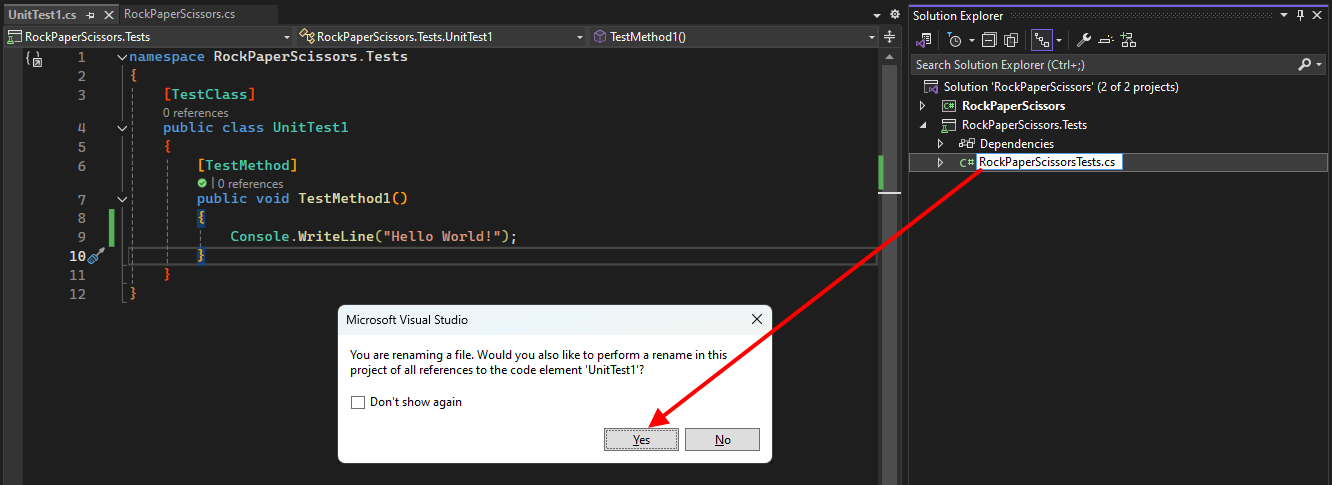 UnitTest1.cs
RockPaperScissors.cs
RockPaperScissors.Tests
RockPaperScissors.Tests.UnitTest1
TestMethod1()
1 namespace RockPaperScissors.Tests
2 {
3 [TestClass]
0 references
4 public class UnitTest1
5 {
6 [TestMethod]
| 0 references
7 public void TestMethod1()
8 {
9 Console.WriteLine("Hello World!");
10 }
11 }
12 }
Microsoft Visual Studio
You are renaming a file. Would you also like to perform a rename in this
project of all references to the code element 'UnitTest1'?
Don't show again
Yes
No
Solution Explorer
Search Solution Explorer (Ctrl+;)
Solution 'RockPaperScissors' (2 of 2 projects)
C# RockPaperScissors
RockPaperScissors.Tests
Dependencies
C# RockPaperScissorsTests.cs